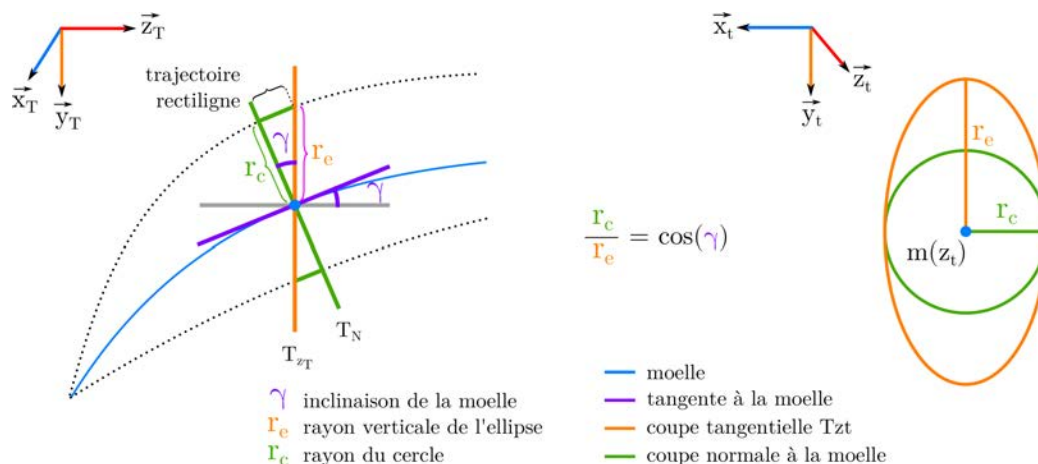 z_T
x_T
y_T
trajectoire
rectiligne
γ
r_c
r_e
γ
T_N
T_{z_T}
x_t
z_t
y_t
r_c / r_e = cos(γ)
r_e
r_c
m(z_t)
γ inclinaison de la moelle
r_e rayon verticale de l'ellipse
r_c rayon du cercle
moelle
tangente à la moelle
coupe tangentielle Tzt
coupe normale à la moelle